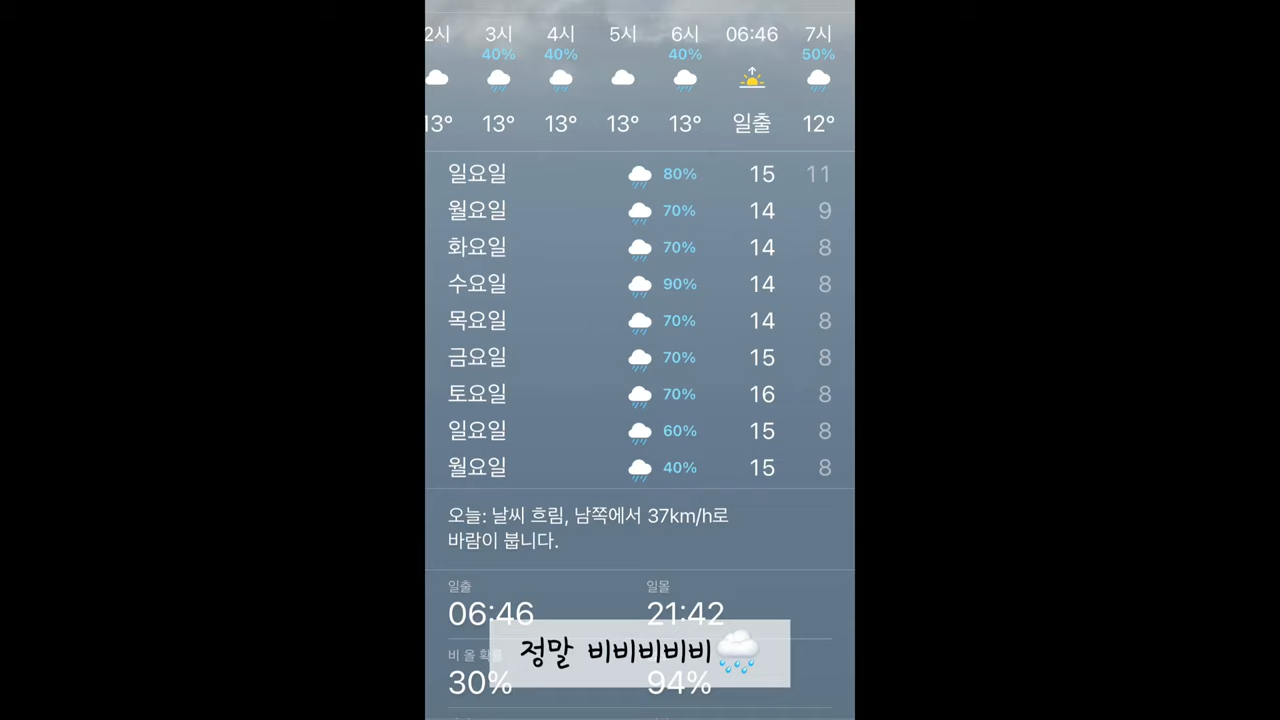 2시 3시 4시 5시 6시 06:46 7시
40% 40% 40% 50%
13° 13° 13° 13° 13° 일출 12°
일요일 80% 15 11
월요일 70% 14 9
화요일 70% 14 8
수요일 90% 14 8
목요일 70% 14 8
금요일 70% 15 8
토요일 70% 16 8
일요일 60% 15 8
월요일 40% 15 8
오늘: 날씨 흐림, 남쪽에서 37km/h로
바람이 붑니다.
일출 일몰
06:46 21:42
비 올 확률
30% 94%
정말 비비비비비